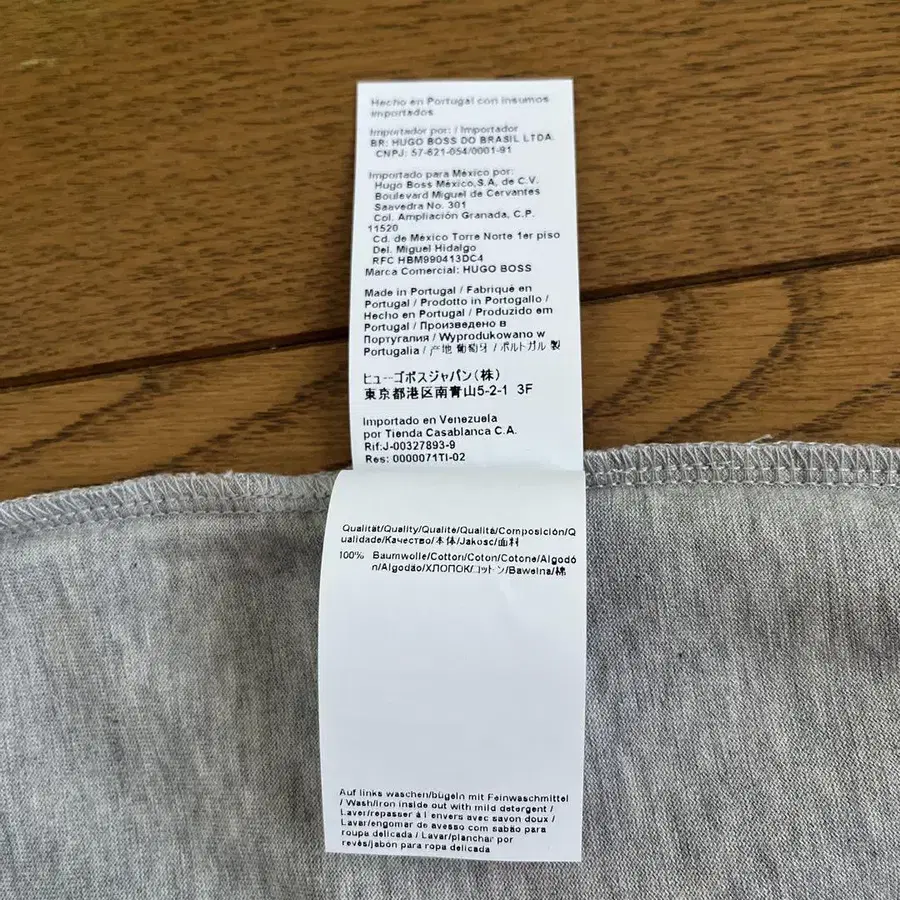 Hecho en Portugal con insumos
importados.
Importador por: / Importador
BR: HUGO BOSS DO BRASIL LTDA.
CNPJ: 57-621-054/0001-91
Importado para México por:
Hugo Boss México,S.A, de C.V.
Boulevard Miguel de Cervantes
Saavedra No. 301
Col. Ampliación Granada, C.P.
11520
Cd. de México Torre Norte 1er piso
Del. Miguel Hidalgo
RFC HBM990413DC4
Marca Comercial: HUGO BOSS
Made in Portugal / Fabriqué en
Portugal / Prodotto in Portogallo /
Hecho en Portugal / Produzido em
Portugal / Произведено в
Португалия / Wyprodukowano w
Portugalia / 产地 葡萄牙 / ポルトガル 製
ヒューゴボスジャパン(株)
東京都港区南青山5-2-1 3F
Importado en Venezuela
por Tienda Casablanca C.A.
Rif:J-00327893-9
Res: 0000071TI-02
Qualität/Quality/Qualité/Qualità/Composición/Q
ualidade/Качество/本体/Jakosc/面料
100% Baumwolle/Cotton/Coton/Cotone/Algodó
n/Algodão/ХЛОПОК/コットン/Bawelna/棉
Auf links waschen/bügeln mit Feinwaschmittel
/ Wash/iron inside out with mild detergent /
Laver/repasser à l envers avec savon doux /
Lavar/engomar de avesso com sabão para
roupa delicada / Lavar/planchar por
revés/jabón para ropa delicada